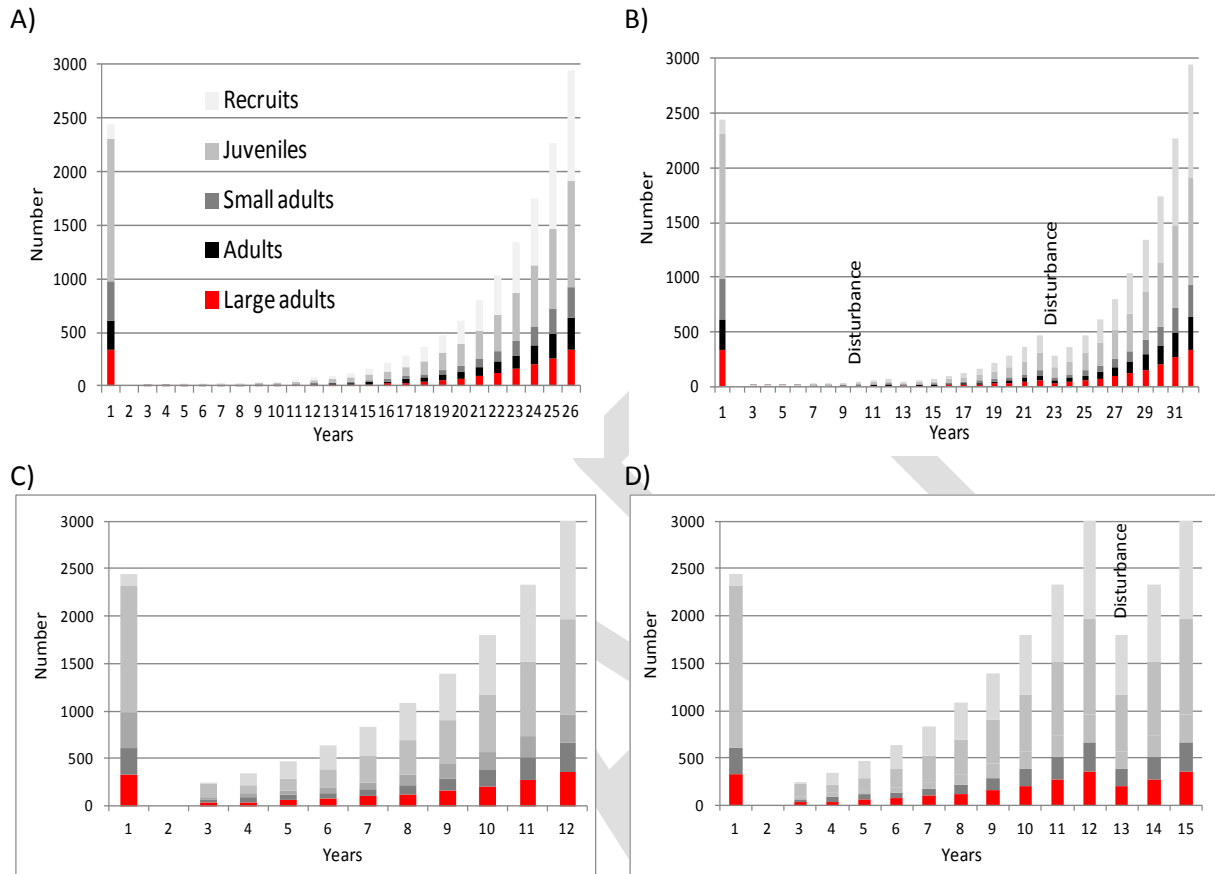 A)
Number
3000
2500
2000
1500
1000
500
0
Recruits
Juveniles
Small adults
Adults
Large adults
1 2 3 4 5 6 7 8 9 10 11 12 13 14 15 16 17 18 19 20 21 22 23 24 25 26
Years
B)
Number
3000
2500
2000
1500
1000
500
0
Disturbance
Disturbance
1 3 5 7 9 11 13 15 17 19 21 23 25 27 29 31
Years
C)
Number
3000
2500
2000
1500
1000
500
0
1 2 3 4 5 6 7 8 9 10 11 12
Years
D)
Number
3000
2500
2000
1500
1000
500
0
Disturbance
1 2 3 4 5 6 7 8 9 10 11 12 13 14 15
Years